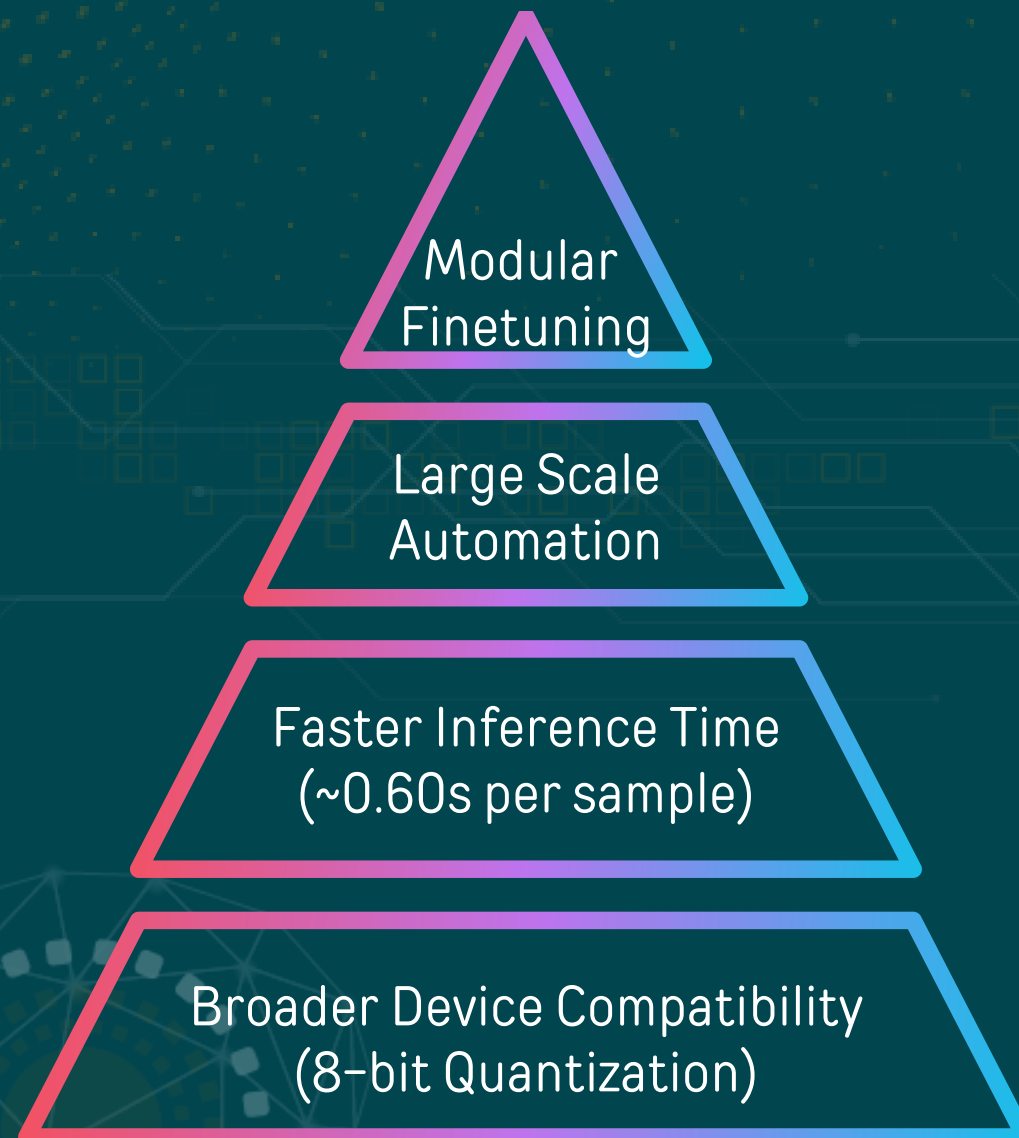 Modular
Finetuning
Large Scale
Automation
Faster Inference Time
(~0.60s per sample)
Broader Device Compatibility
(8-bit Quantization)